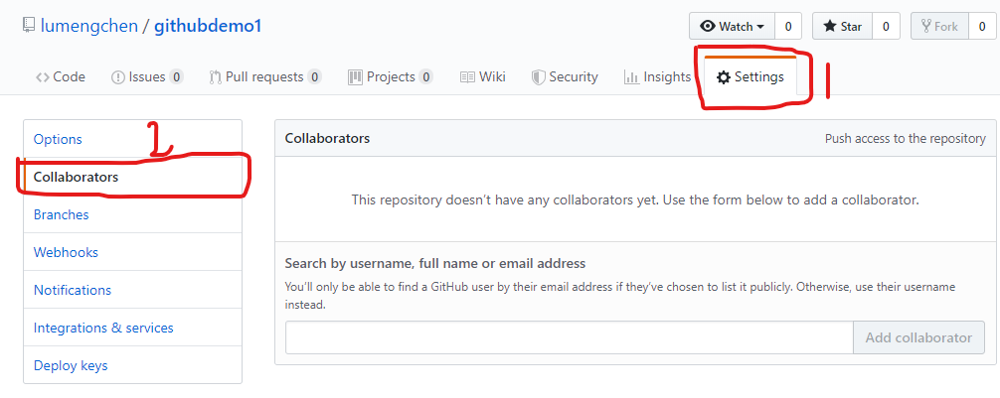 lumengchen / githubdemo1
Watch 0 Star 0 Fork 0
Code Issues 0 Pull requests 0 Projects 0 Wiki Security Insights Settings 1
Options 2
Collaborators
Branches
Webhooks
Notifications
Integrations & services
Deploy keys
Collaborators Push access to the repository
This repository doesn’t have any collaborators yet. Use the form below to add a collaborator.
Search by username, full name or email address
You’ll only be able to find a GitHub user by their email address if they’ve chosen to list it publicly. Otherwise, use their username
instead.
Add collaborator